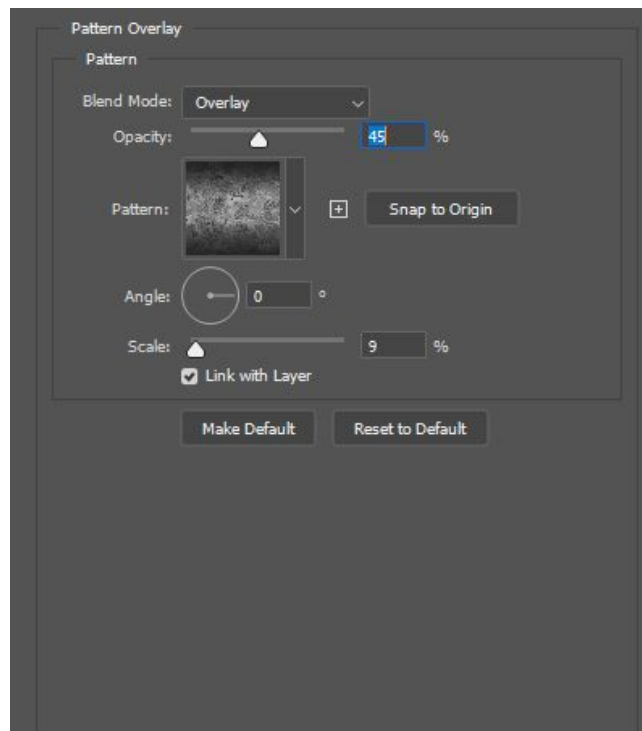 Pattern Overlay
Pattern
Blend Mode: Overlay
Opacity: 45 %
Pattern: Snap to Origin
Angle: 0 °
Scale: 9 %
Link with Layer
Make Default Reset to Default